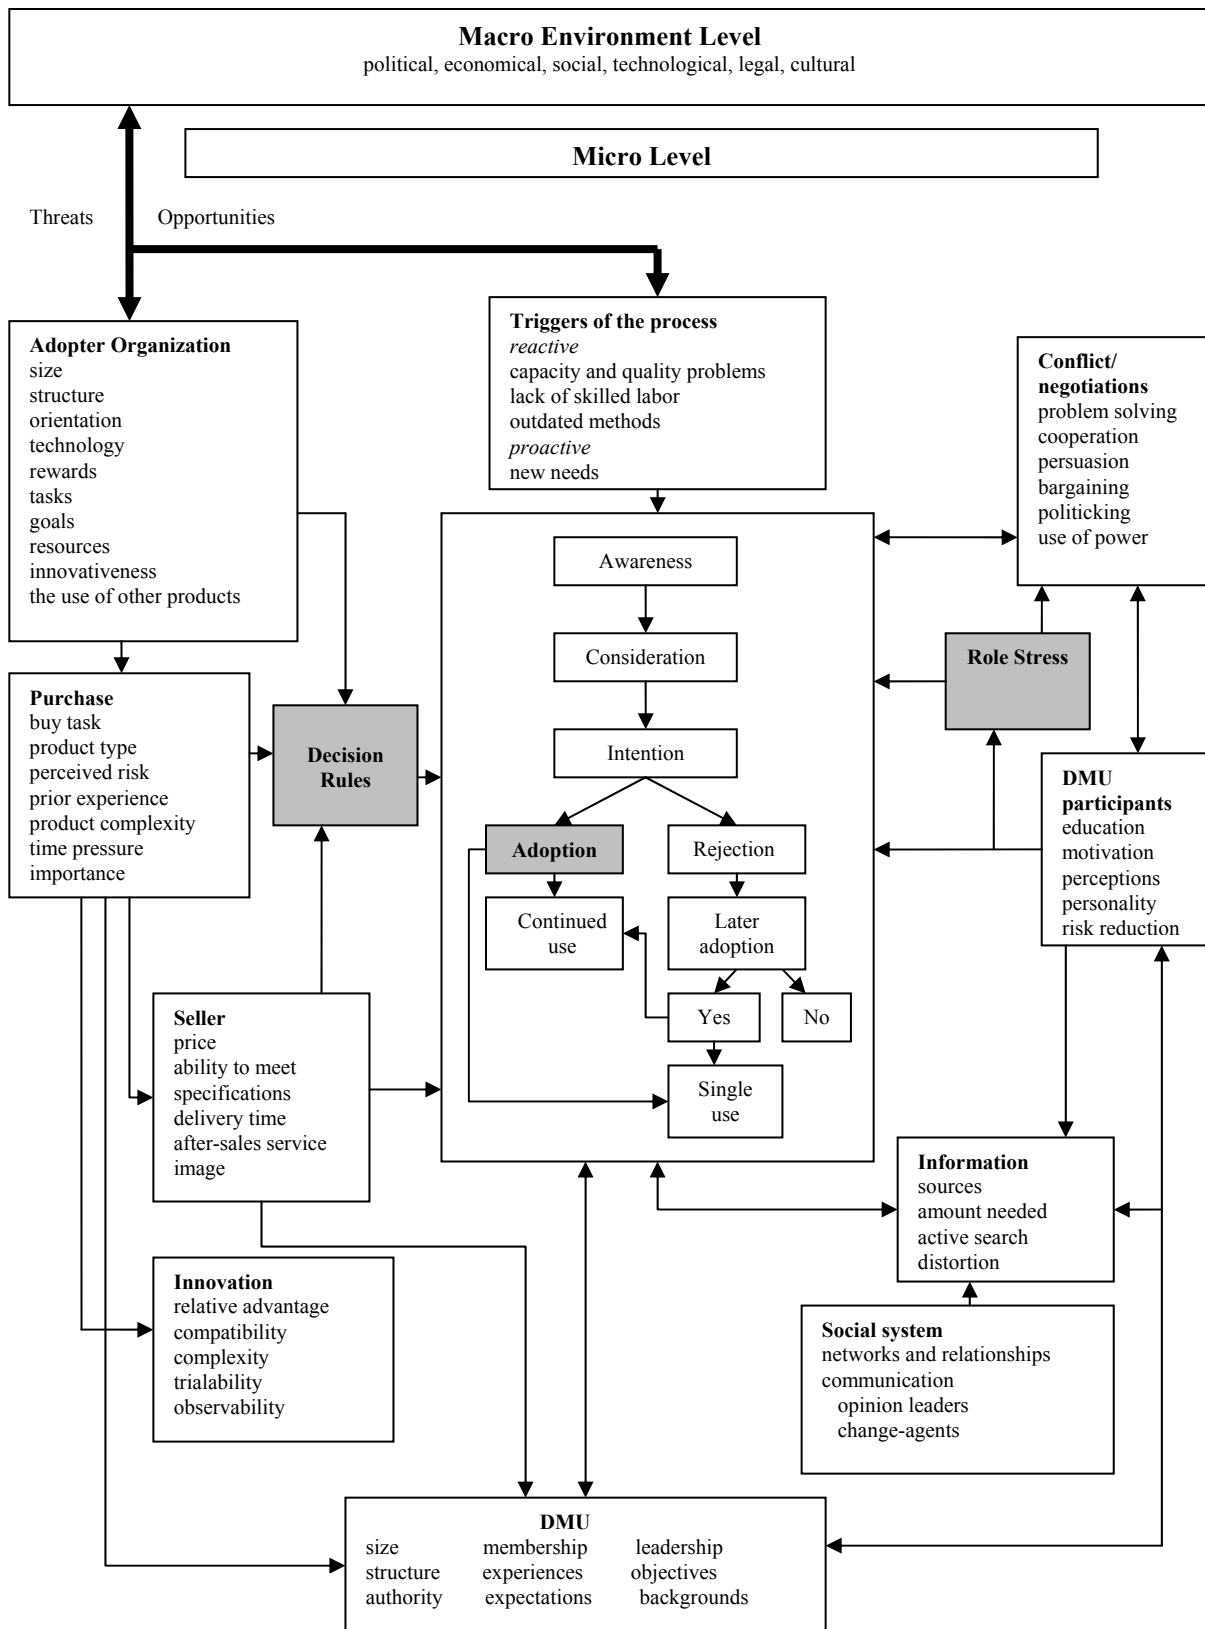 Macro Environment Level
political, economical, social, technological, legal, cultural
Micro Level
Threats
Opportunities
Adopter Organization
size
structure
orientation
technology
rewards
tasks
goals
resources
innovativeness
the use of other products
Triggers of the process
reactive
capacity and quality problems
lack of skilled labor
outdated methods
proactive
new needs
Conflict/
negotiations
problem solving
cooperation
persuasion
bargaining
politicking
use of power
Awareness
Consideration
Intention
Adoption
Rejection
Continued
use
Later
adoption
Yes
No
Single
use
Role Stress
Purchase
buy task
product type
perceived risk
prior experience
product complexity
time pressure
importance
Decision
Rules
DMU
participants
education
motivation
perceptions
personality
risk reduction
Seller
price
ability to meet
specifications
delivery time
after-sales service
image
Information
sources
amount needed
active search
distortion
Innovation
relative advantage
compatibility
complexity
trialability
observability
Social system
networks and relationships
communication
opinion leaders
change-agents
DMU
size membership leadership
structure experiences objectives
authority expectations backgrounds